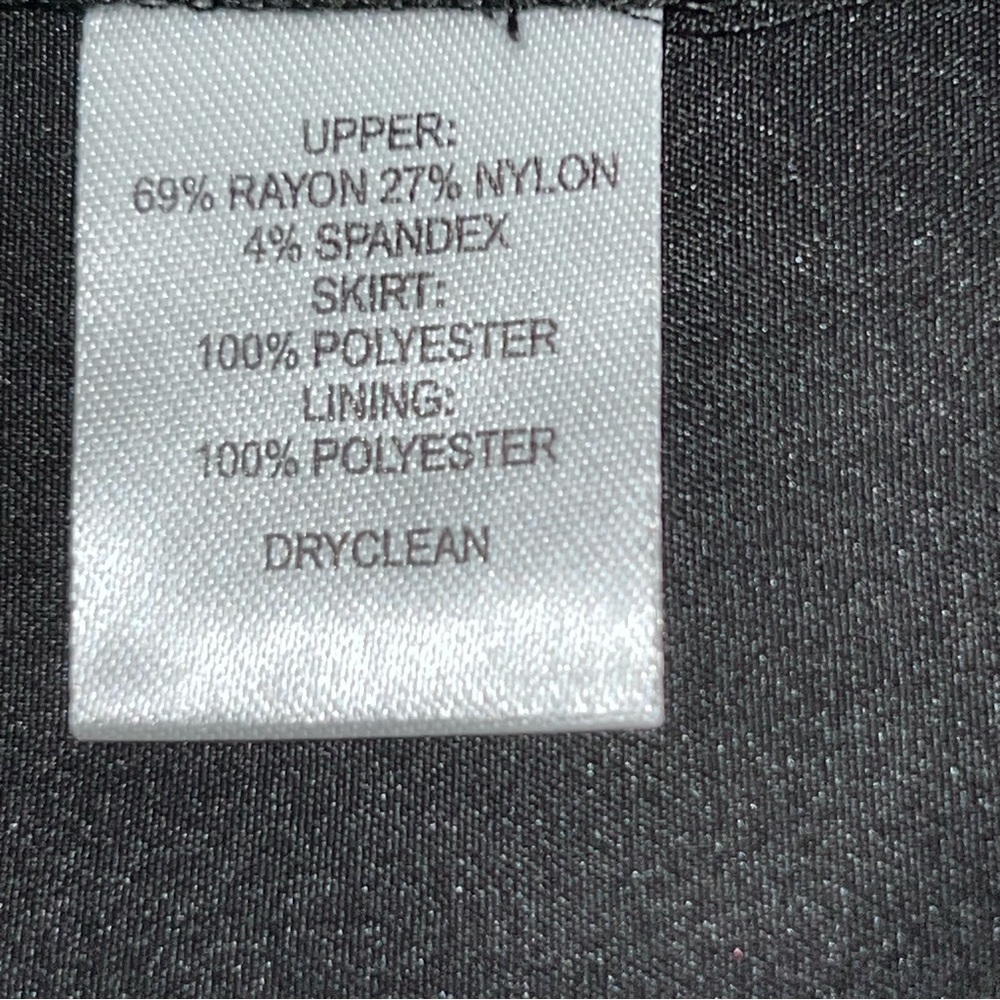 UPPER:
69% RAYON 27% NYLON
4% SPANDEX
SKIRT:
100% POLYESTER
LINING:
100% POLYESTER
DRYCLEAN